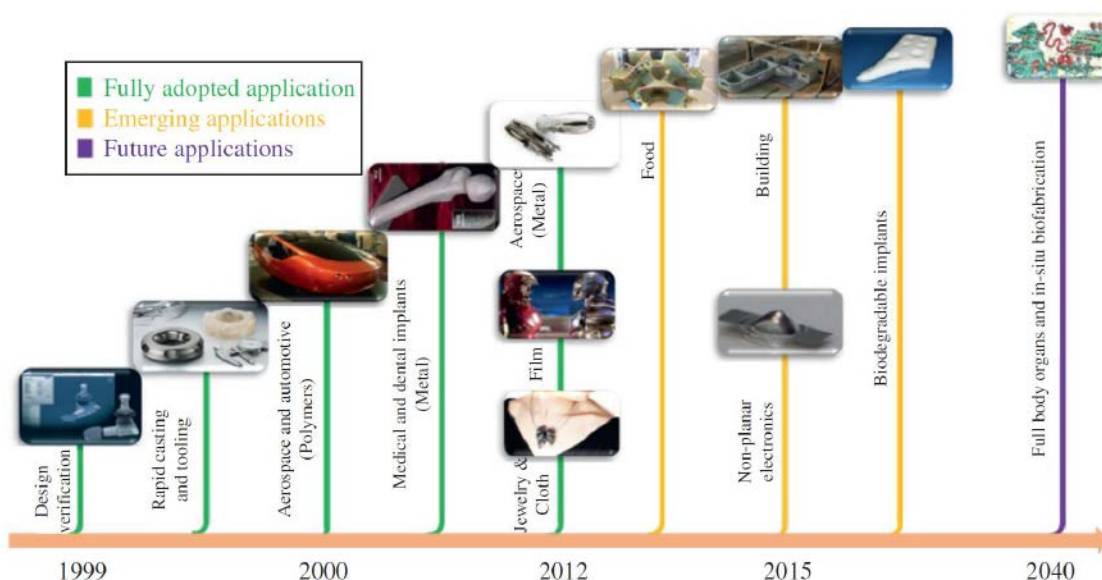 Fully adopted application
Emerging applications
Future applications
Design
verification
Rapid casting
and tooling
Aerospace and automotive
(Polymers)
Medical and dental implants
(Metal)
Aerospace
(Metal)
Film
Jewelry &
Cloth
Food
Building
Non-planar
electronics
Biodegradable implants
Full body organs and in-situ biofabrication
1999
2000
2012
2015
2040